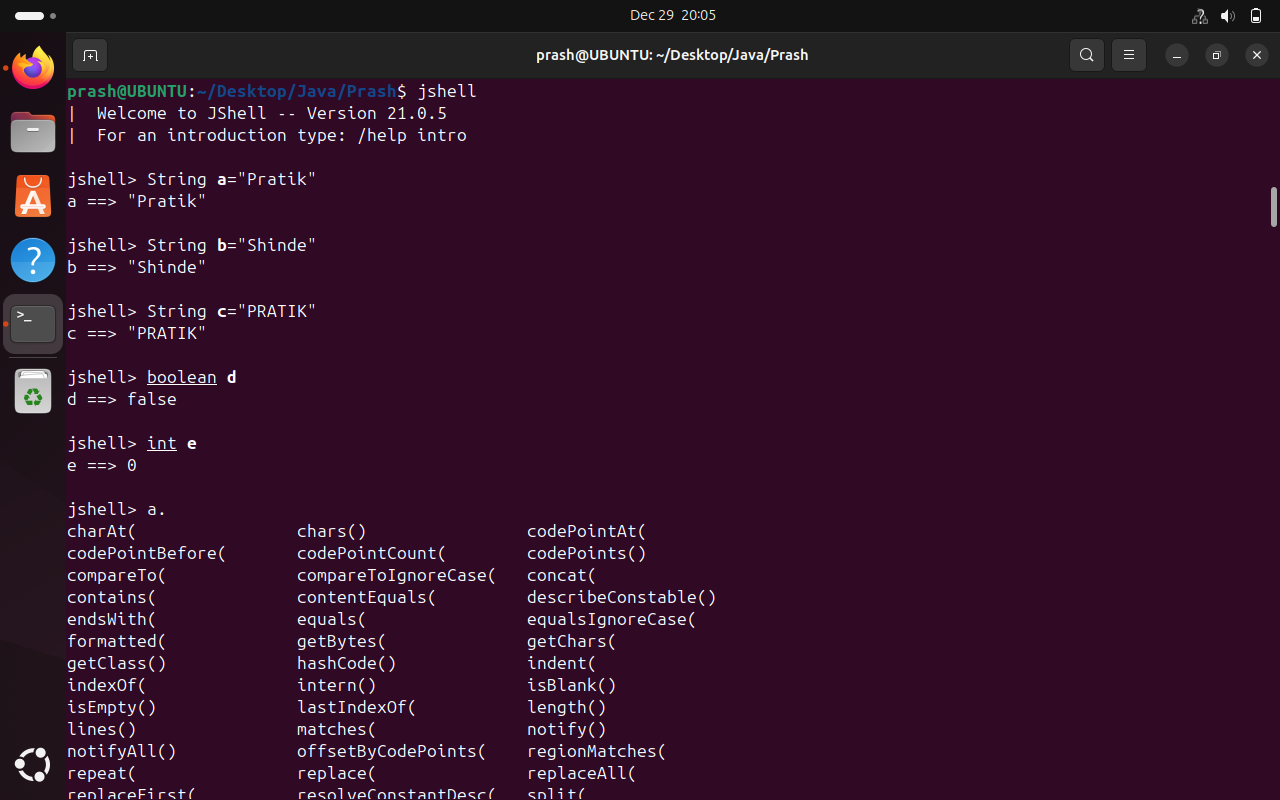 Dec 29 20:05
prash@UBUNTU: ~/Desktop/Java/Prash
prash@UBUNTU:~/Desktop/Java/Prash$ jshell
| Welcome to JShell -- Version 21.0.5
| For an introduction type: /help intro
jshell> String a="Pratik"
a ==> "Pratik"
jshell> String b="Shinde"
b ==> "Shinde"
jshell> String c="PRATIK"
c ==> "PRATIK"
jshell> boolean d
d ==> false
jshell> int e
e ==> 0
jshell> a.
charAt( chars() codePointAt(
codePointBefore( codePointCount( codePoints()
compareTo( compareToIgnoreCase( concat(
contains( contentEquals( describeConstable()
endsWith( equals( equalsIgnoreCase(
formatted( getBytes( getChars(
getClass() hashCode() indent(
indexOf( intern() isBlank()
isEmpty() lastIndexOf( length()
lines() matches( notify()
notifyAll() offsetByCodePoints( regionMatches(
repeat( replace( replaceAll(
replaceFirst( resolveConstantDesc( split(